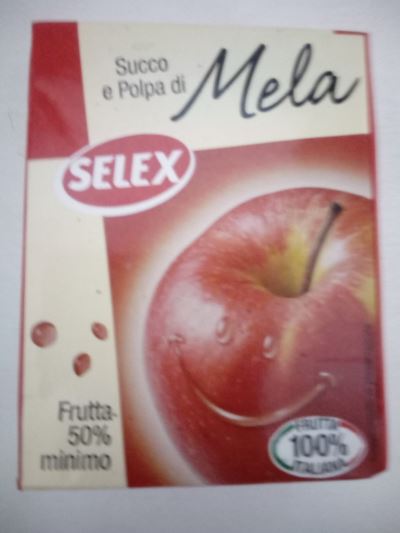 Succo
e Polpa di
Mela
SELEX
Frutta
50%
minimo
FRUTTA
100%
ITALIANA